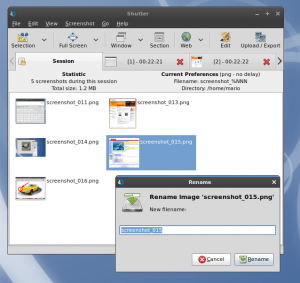 Shutter
File Edit View Screenshot Go Help
Selection Full Screen Window Section Web Edit Upload / Export
Session [1] - 00:22:21 [2] - 00:22:22
Statistic Current Preferences (png - no delay)
5 screenshots during this session Filename: screenshot_%NNN
Total size: 1.2 MB Directory: /home/mario
screenshot_011.png screenshot_013.png
screenshot_014.png screenshot_015.png
screenshot_016.png
Rename
Rename Image 'screenshot_015.png'
New filename:
screenshot_015
Cancel Rename